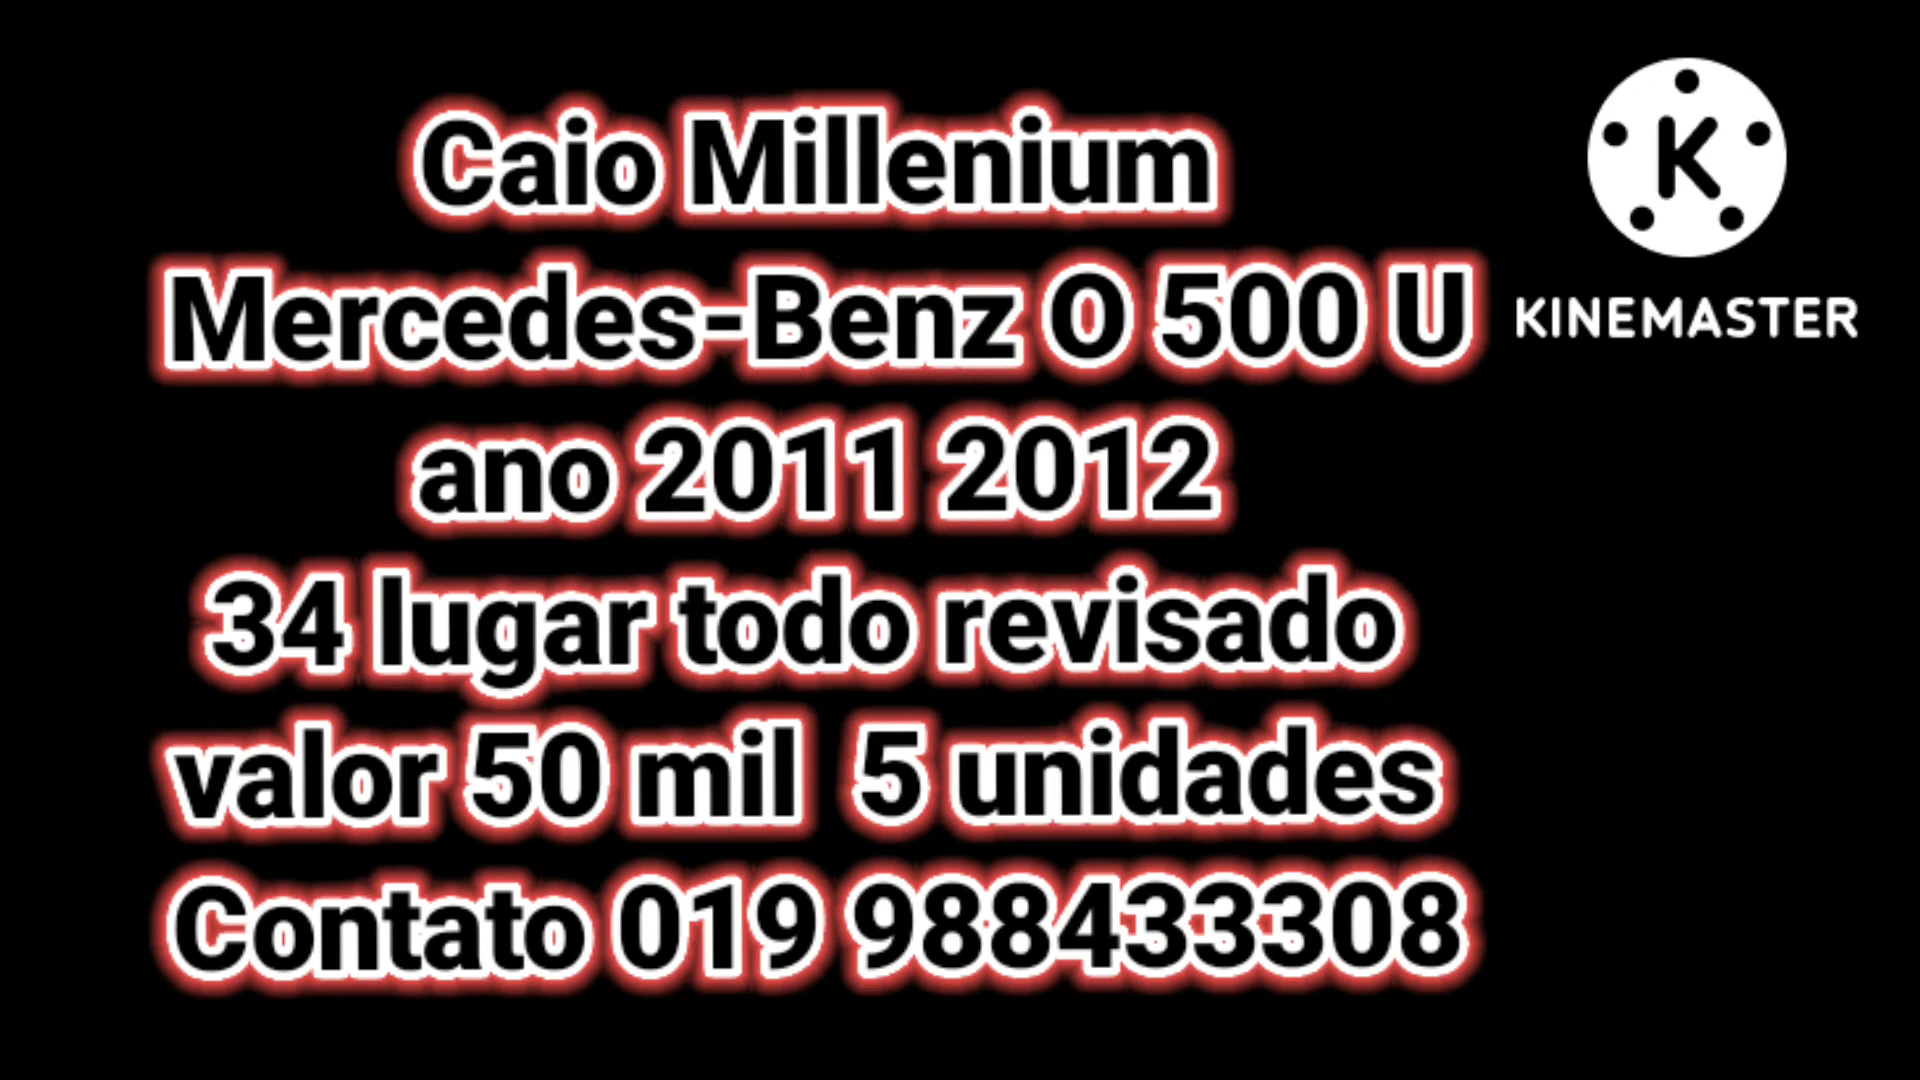 Caio Millenium
Mercedes-Benz O 500 U
ano 2011 2012
34 lugar todo revisado
valor 50 mil  5 unidades
Contato 019 988433308
K
KINEMASTER